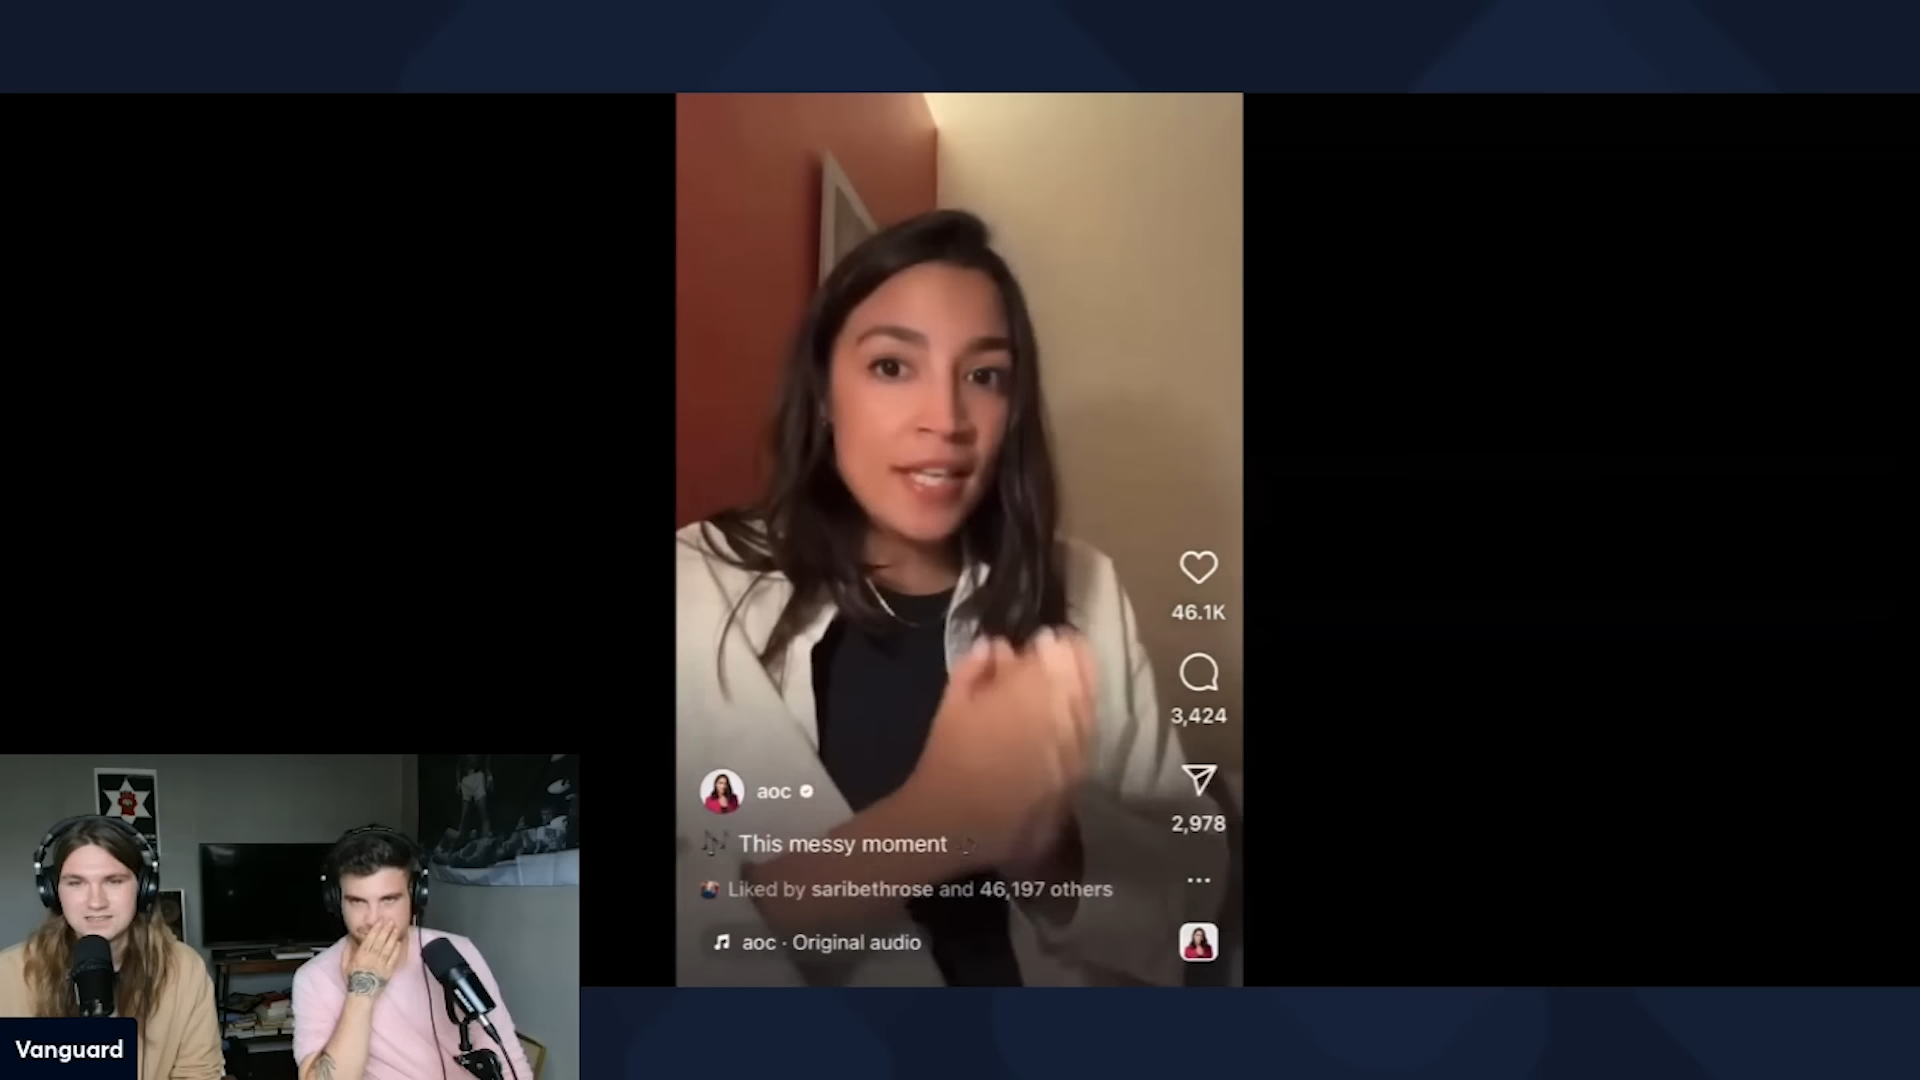 46.1K
3,424
aoc
2,978
This messy moment
Liked by saribethrose and 46,197 others
aoc · Original audio
Vanguard